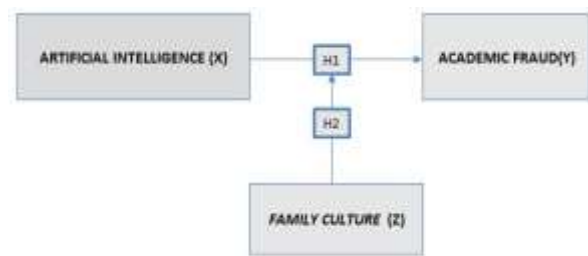 ARTIFICIAL INTELLIGENCE (X)
H1
ACADEMIC FRAUD(Y)
H2
FAMILY CULTURE (Z)